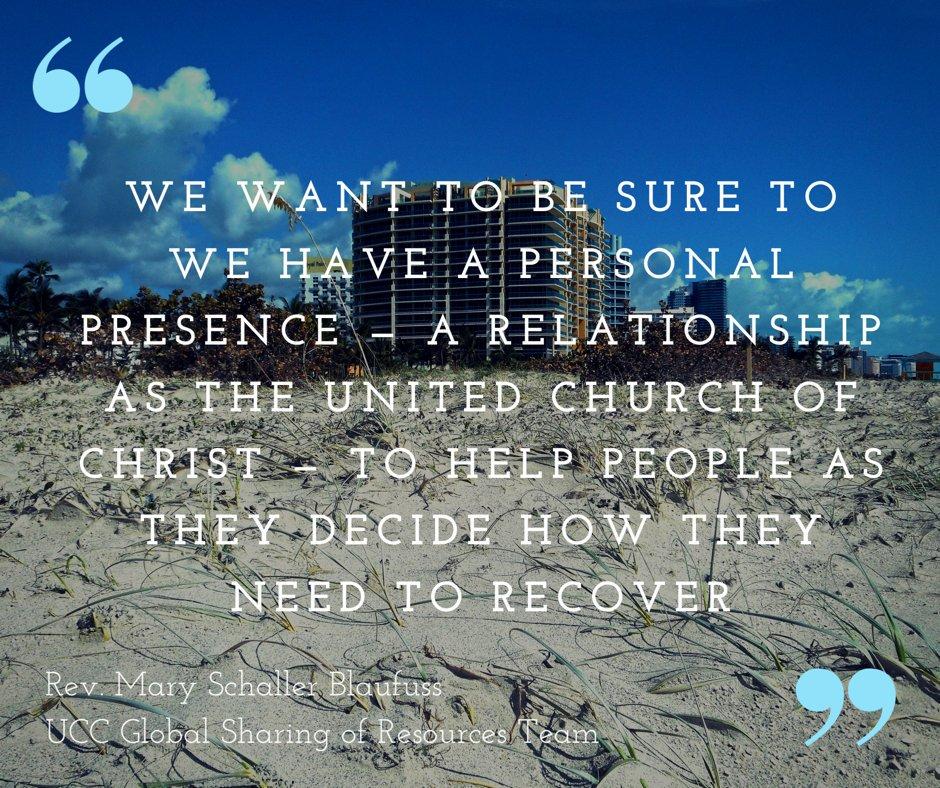 “
WE WANT TO BE SURE TO
WE HAVE A PERSONAL
PRESENCE – A RELATIONSHIP
AS THE UNITED CHURCH OF
CHRIST – TO HELP PEOPLE AS
THEY DECIDE HOW THEY
NEED TO RECOVER
Rev. Mary Schaller Blaufuss
UCC Global Sharing of Resources Team
”